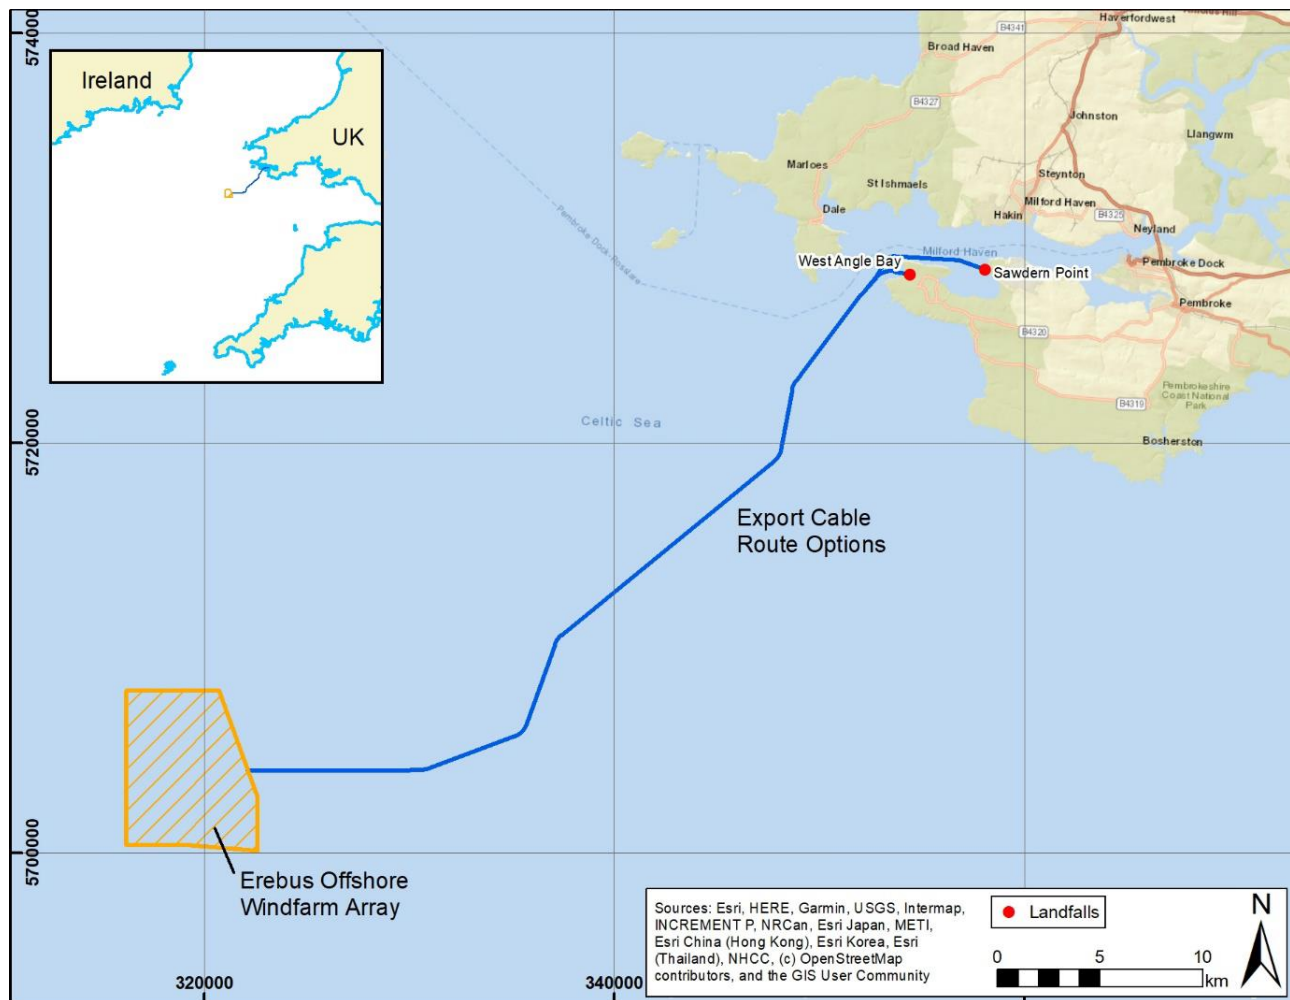 5740000
Ireland
UK
Haverfordwest
B4341
Broad Haven
B4327
Johnston
Llangwm
Marloes
Steynton
St Ishmaels
Milford Haven
Dale
Hakin
B4325
Neyland
Pembroke Dock-Rosslare
Milford Haven
West Angle Bay
Pembroke Dock
Sawdern Point
Pembroke
B4320
Pembrokeshire
Coast National
Park
B4319
Celtic Sea
Bosherston
5720000
Export Cable
Route Options
5700000
Erebus Offshore
Windfarm Array
Sources: Esri, HERE, Garmin, USGS, Intermap,
INCREMENT P, NRCan, Esri Japan, METI,
Esri China (Hong Kong), Esri Korea, Esri
(Thailand), NHCC, (c) OpenStreetMap
contributors, and the GIS User Community
Landfalls
N
0 5 10
km
320000
340000